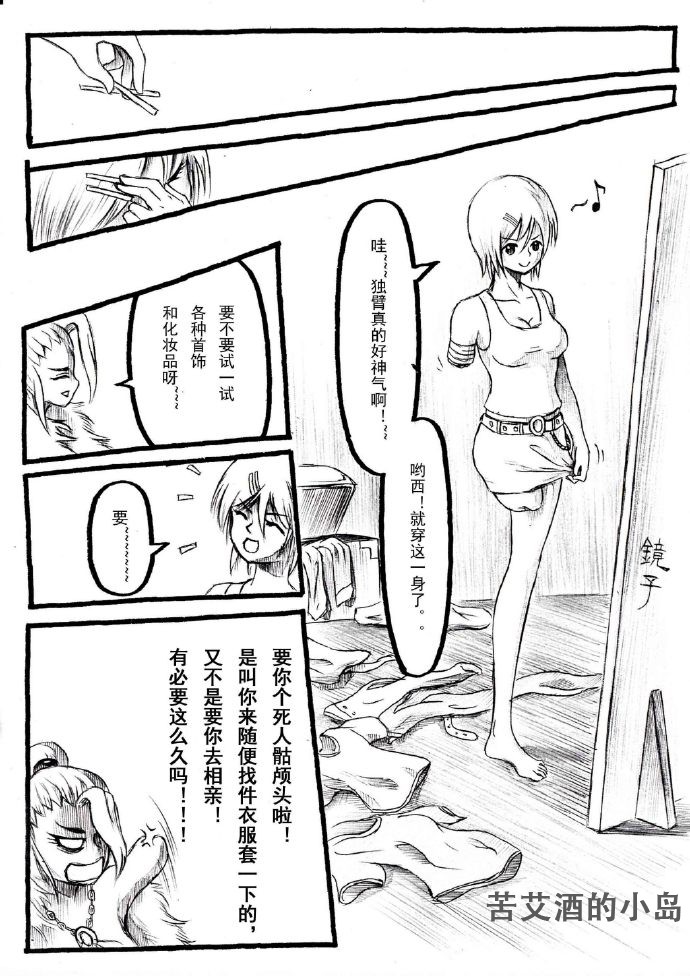 哇~~~独臂真的好神气啊！~
哟西！就穿这一身了。。
要不要试一试
各种首饰
和化妆品呀~~~
要~~~~~~~
要你个死人骷颅头啦！
是叫你来随便找件衣服套一下的，
又不是要你去相亲！
有必要这么久吗！！！
鏡子
苦艾酒的小岛